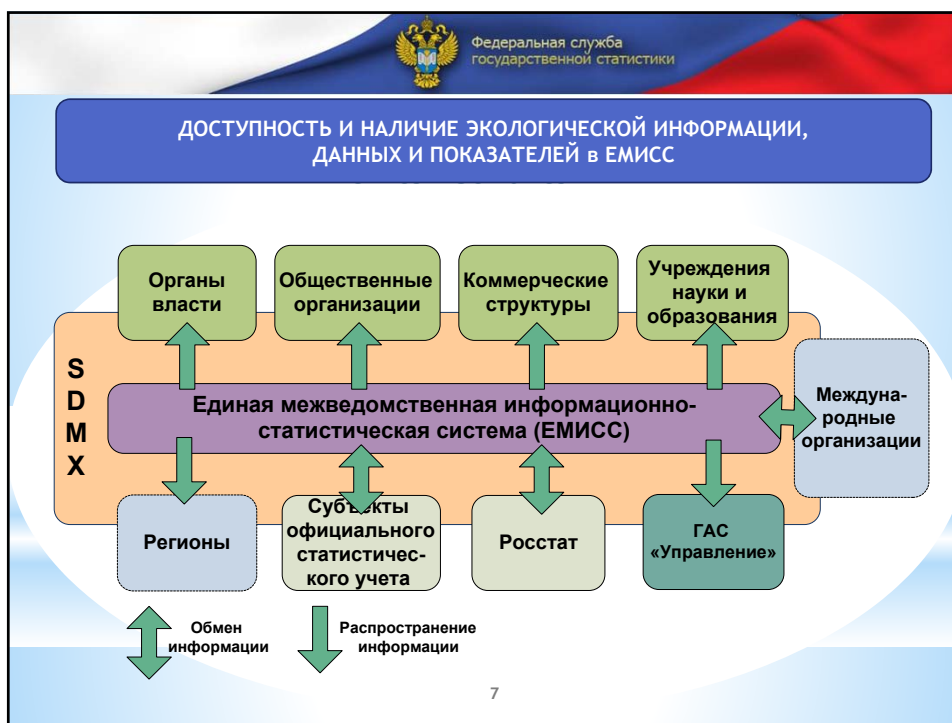 Федеральная служба
государственной статистики
ДОСТУПНОСТЬ И НАЛИЧИЕ ЭКОЛОГИЧЕСКОЙ ИНФОРМАЦИИ,
ДАННЫХ И ПОКАЗАТЕЛЕЙ в ЕМИСС
Органы
власти
Общественные
организации
Коммерческие
структуры
Учреждения
науки и
образования
S
D
M
X
Единая межведомственная информационно-
статистическая система (ЕМИСС)
Междуна-
родные
организации
Регионы
Субъекты
официального
статистичес-
кого учета
Росстат
ГАС
«Управление»
Обмен
информации
Распространение
информации
7